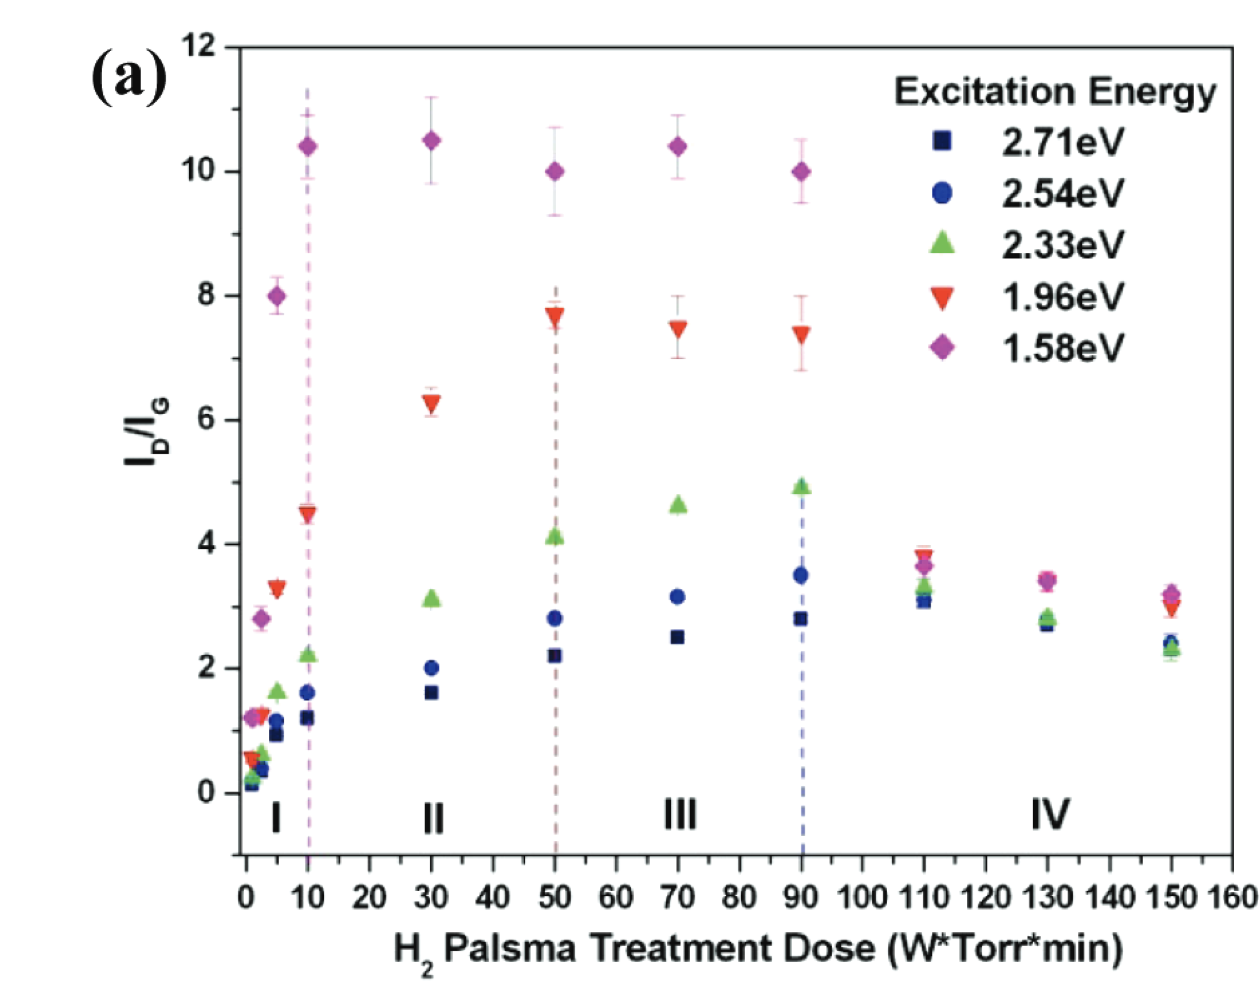 (a)
12
10
8
6
4
2
0
I_D/I_G
Excitation Energy
2.71eV
2.54eV
2.33eV
1.96eV
1.58eV
I II III IV
0 10 20 30 40 50 60 70 80 90 100 110 120 130 140 150 160
H₂ Palsma Treatment Dose (W*Torr*min)